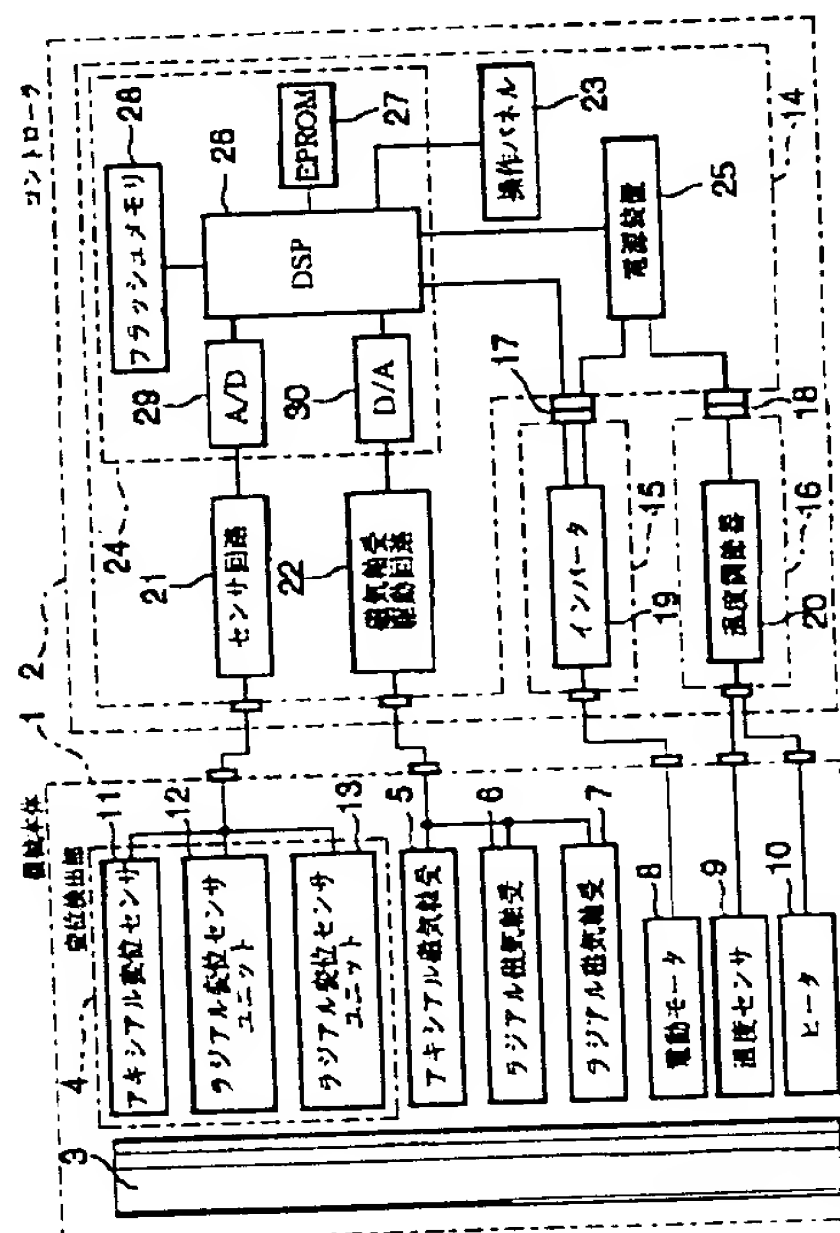 コントローラ
28
フラッシュメモリ
26
EPROM
27
DSP
操作パネル
23
14
電源装置
25
29
A/D
30
D/A
24
17
18
21
センサ回路
22
磁気軸受
駆動回路
インバータ
15
19
温度調節器
16
20
2
1
機械本体
変位検出部
11
アキシアル変位センサ
12
ラジアル変位センサ
ユニット
13
ラジアル変位センサ
ユニット
4
5
アキシアル磁気軸受
6
ラジアル磁気軸受
7
ラジアル磁気軸受
8
電動モータ
9
温度センサ
10
ヒータ
3